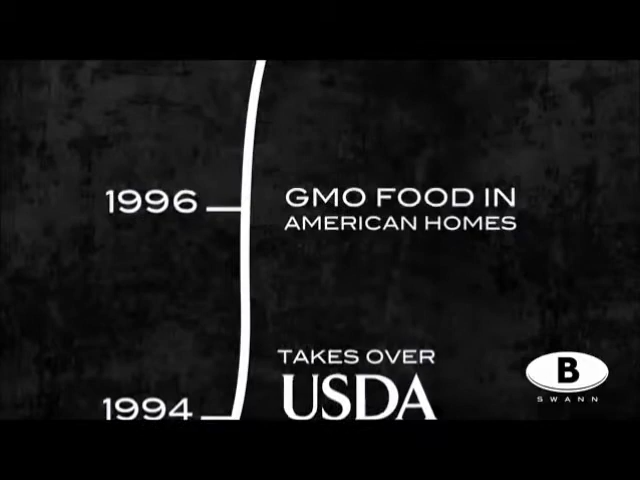 1996
GMO FOOD IN
AMERICAN HOMES
TAKES OVER
USDA
1994
B
SWANN